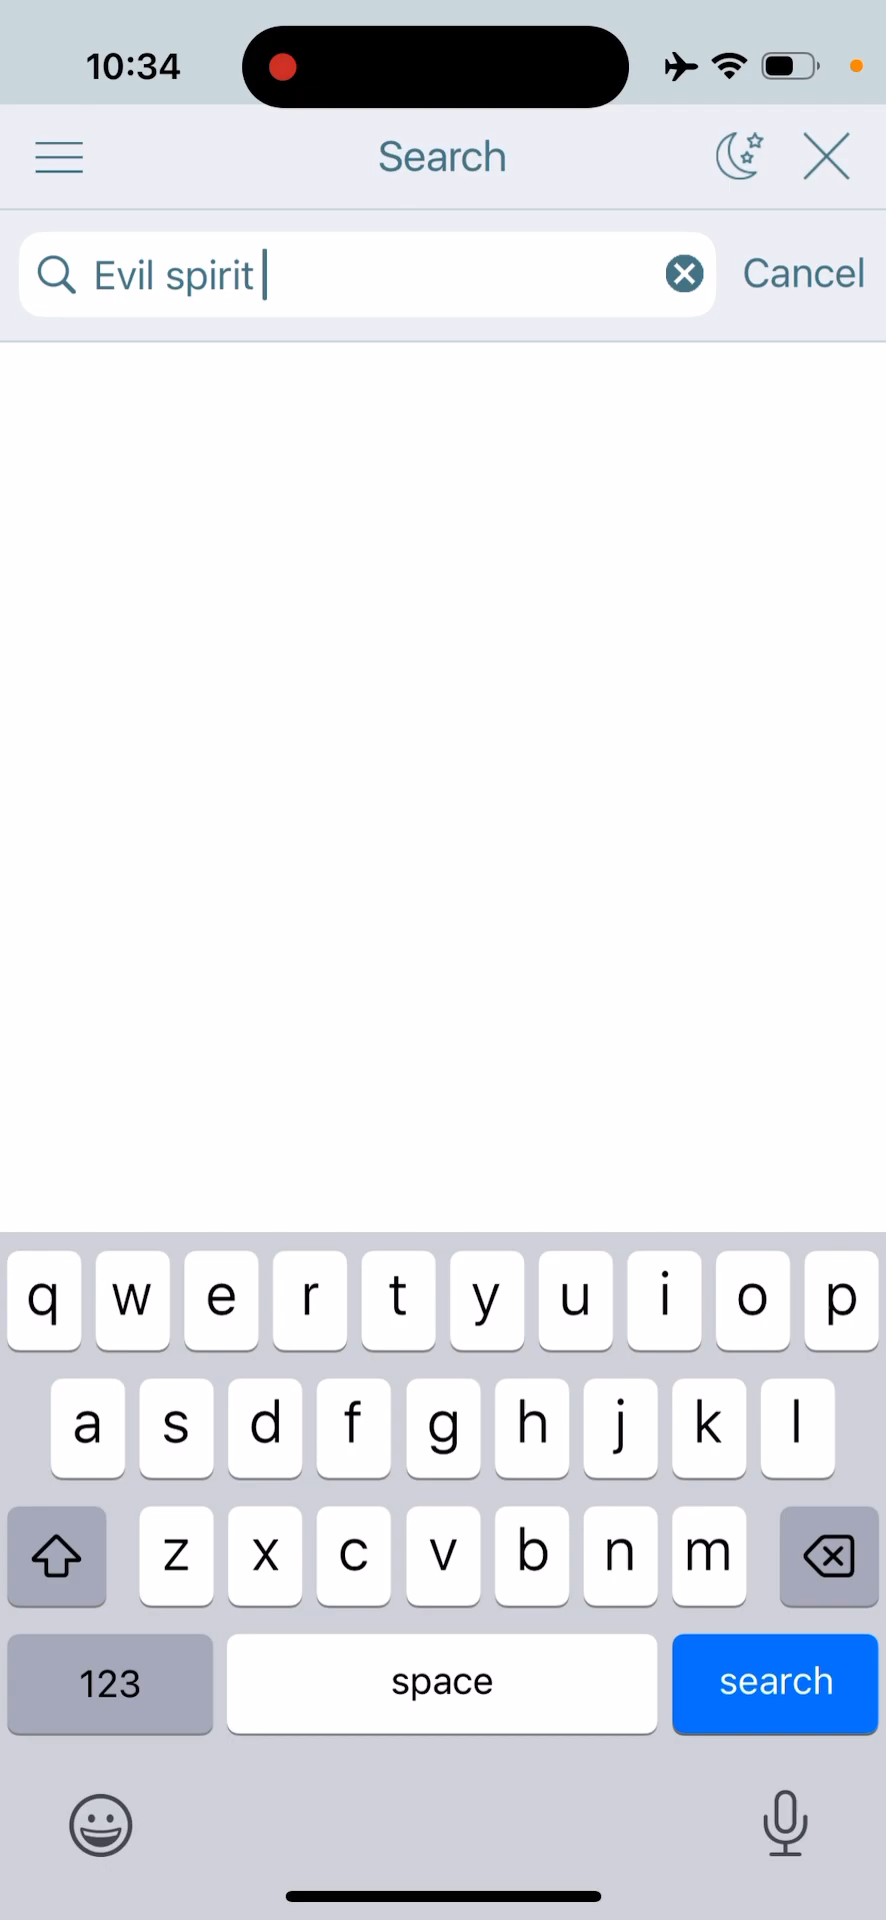 10:34
Search
Evil spirit
Cancel
q w e r t y u i o p
a s d f g h j k l
z x c v b n m
123 space search